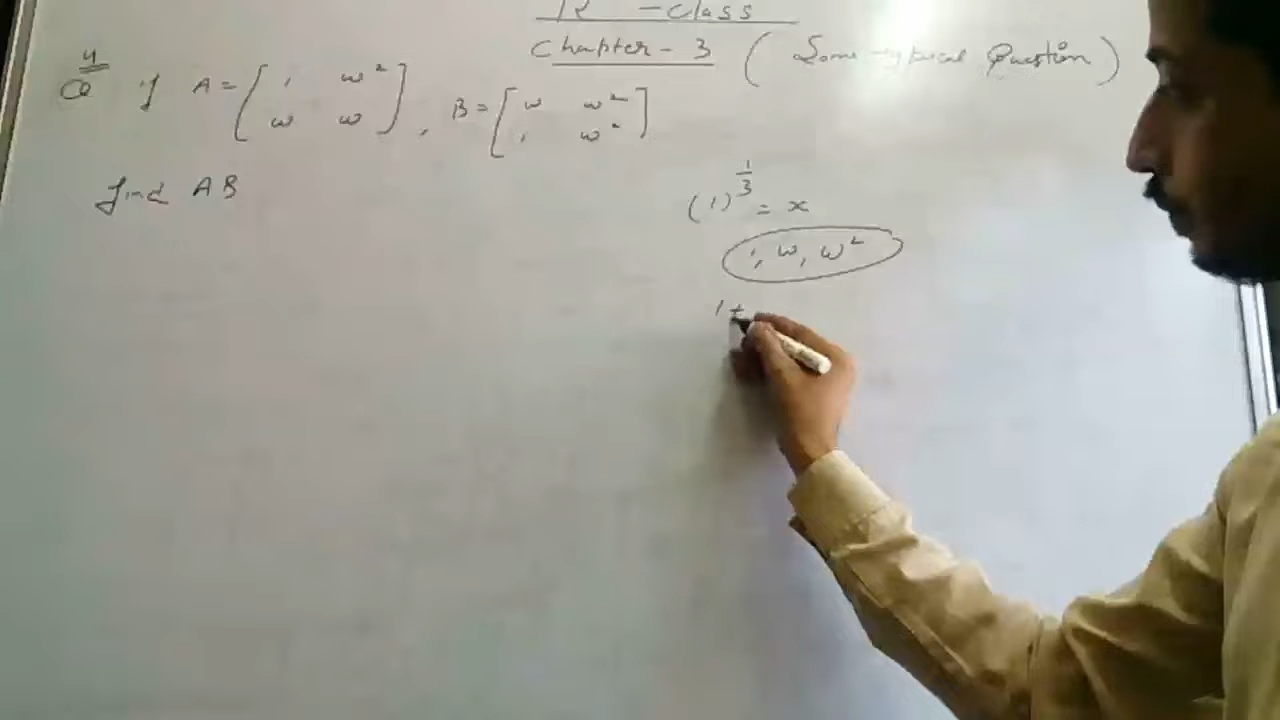 - class
Chapter - 3 ( Some typical Question )
Q 4 if A = [ 1 ω² ω ω ] , B = [ ω ω² 1 ω² ]
find AB
(1)^1/3 = x
1, ω, ω²
1 +